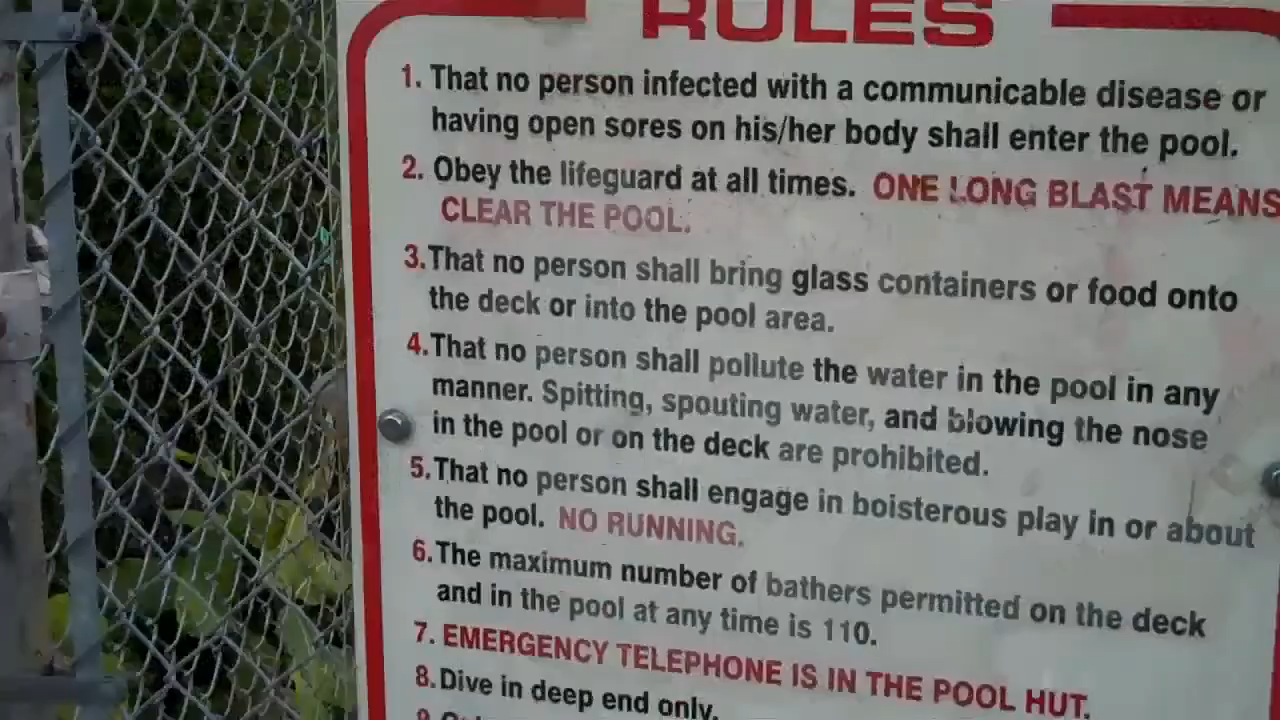 RULES
1. That no person infected with a communicable disease or
having open sores on his/her body shall enter the pool.
2. Obey the lifeguard at all times. ONE LONG BLAST MEANS
CLEAR THE POOL.
3. That no person shall bring glass containers or food onto
the deck or into the pool area.
4. That no person shall pollute the water in the pool in any
manner. Spitting, spouting water, and blowing the nose
in the pool or on the deck are prohibited.
5. That no person shall engage in boisterous play in or about
the pool. NO RUNNING.
6. The maximum number of bathers permitted on the deck
and in the pool at any time is 110.
7. EMERGENCY TELEPHONE IS IN THE POOL HUT.
8. Dive in deep end only.